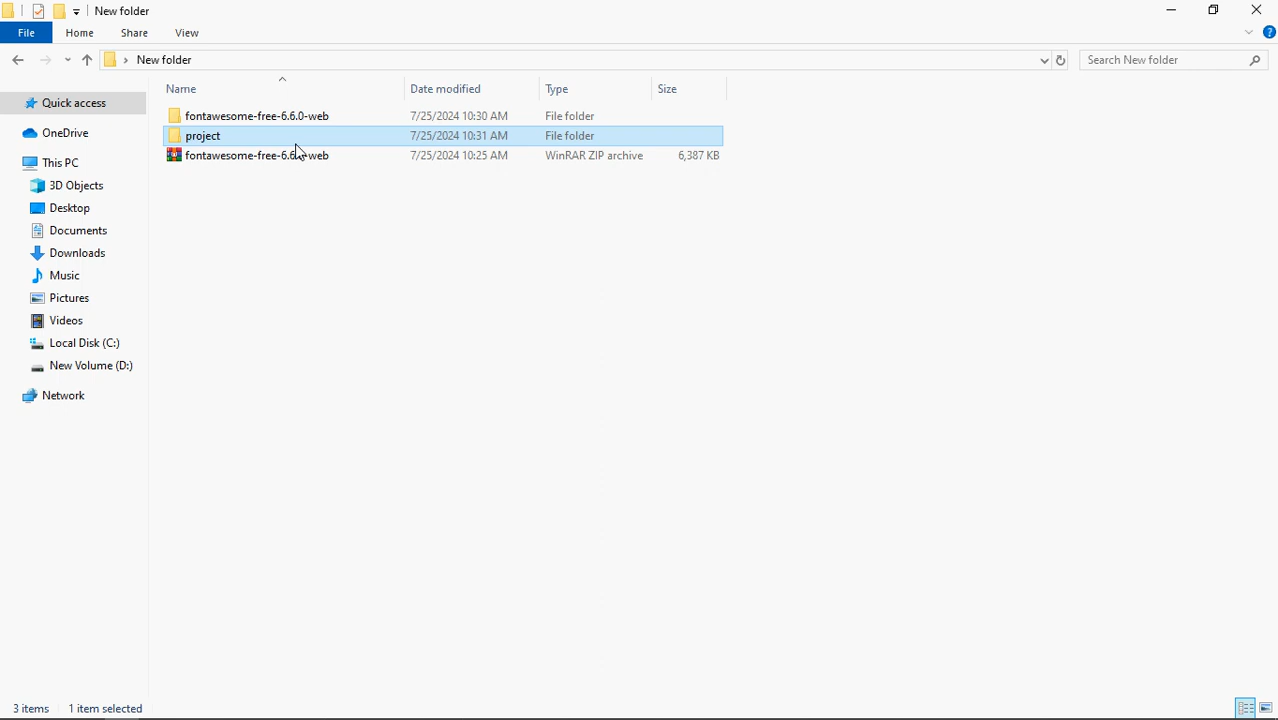 New folder
File Home Share View
New folder Search New folder
Name Date modified Type Size
Quick access
fontawesome-free-6.6.0-web 7/25/2024 10:30 AM File folder
project 7/25/2024 10:31 AM File folder
fontawesome-free-6.6 web 7/25/2024 10:25 AM WinRAR ZIP archive 6,387 KB
OneDrive
This PC
3D Objects
Desktop
Documents
Downloads
Music
Pictures
Videos
Local Disk (C:)
New Volume (D:)
Network
3 items 1 item selected